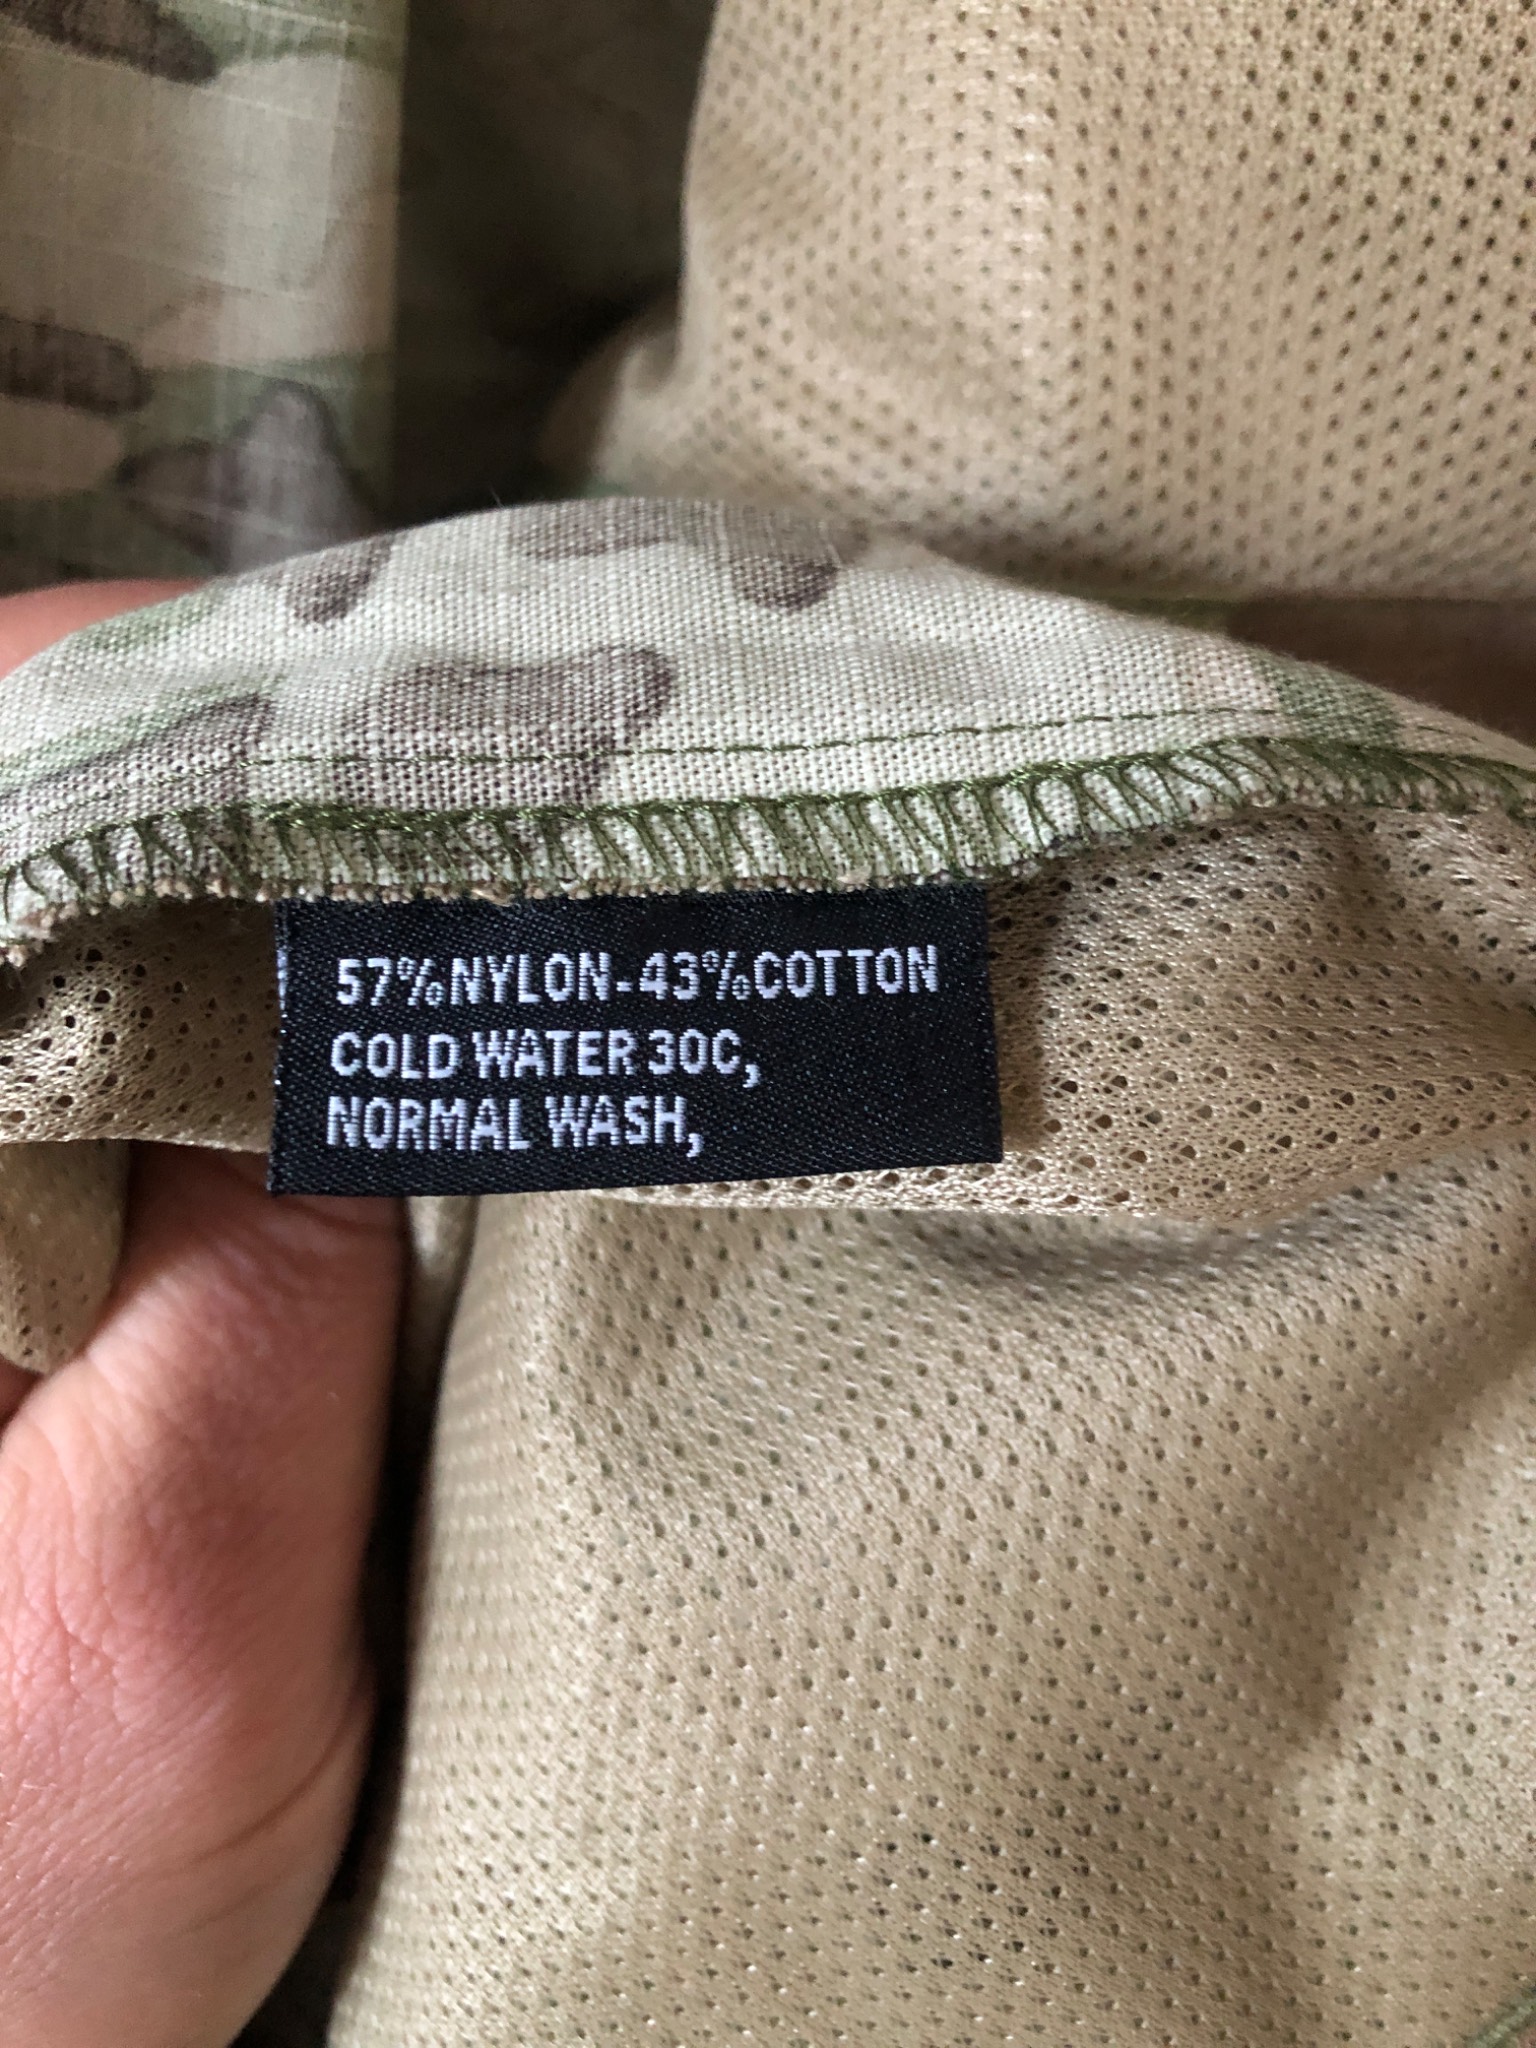 57%NYLON-43%COTTON
COLD WATER 30C,
NORMAL WASH,